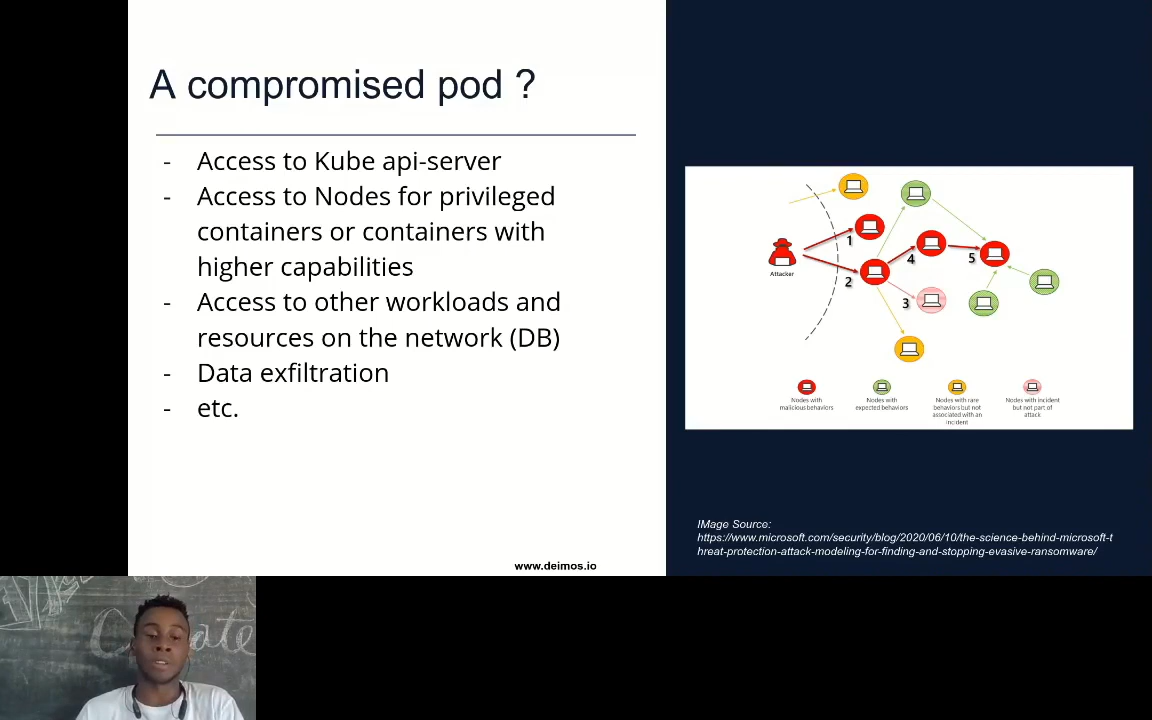 A compromised pod ?
- Access to Kube api-server
- Access to Nodes for privileged
containers or containers with
higher capabilities
- Access to other workloads and
resources on the network (DB)
- Data exfiltration
- etc.
www.deimos.io
Attacker
1
2
3
4
5
Nodes with
malicious behaviors
Nodes with
expected behaviors
Nodes with rare
behaviors but not
associated with an
incident
Nodes with incident
but not part of
attack
IMage Source:
https://www.microsoft.com/security/blog/2020/06/10/the-science-behind-microsoft-t
hreat-protection-attack-modeling-for-finding-and-stopping-evasive-ransomware/